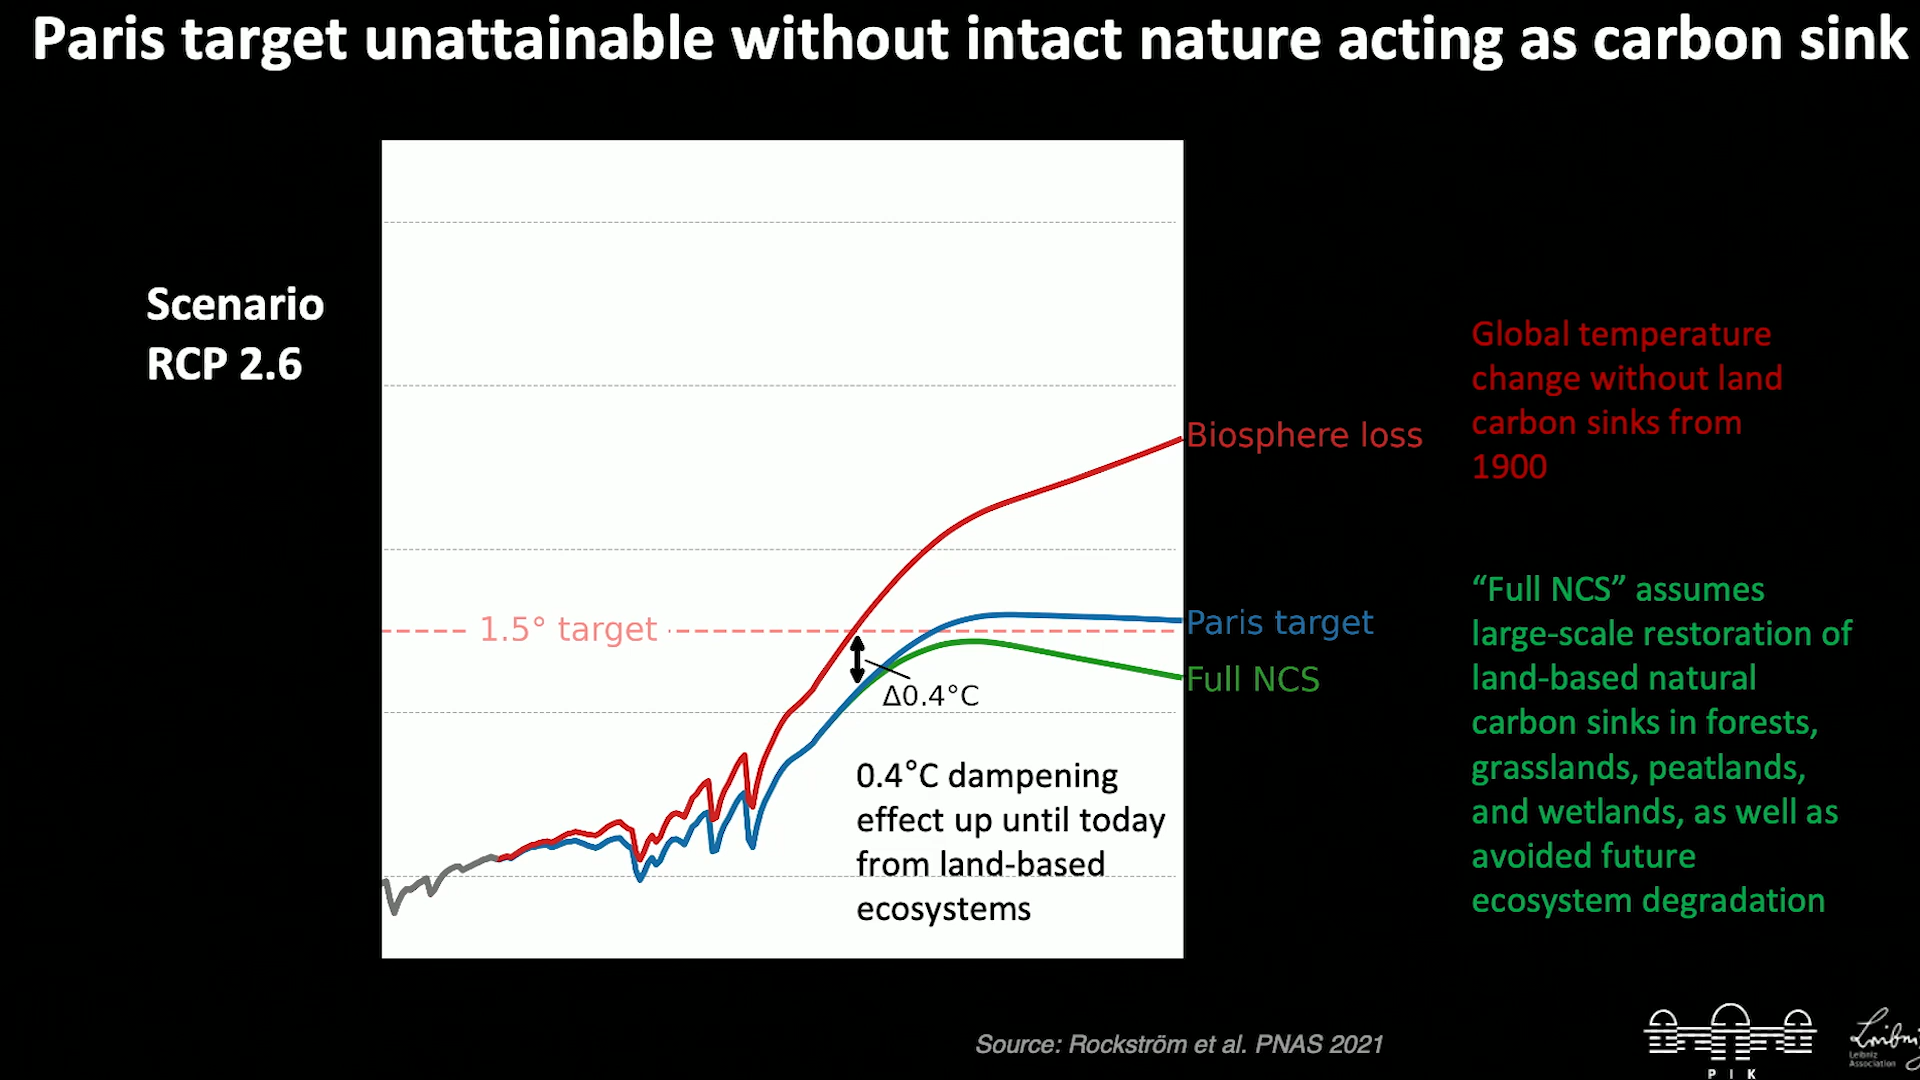 Paris target unattainable without intact nature acting as carbon sink
Scenario
RCP 2.6
Biosphere loss
1.5° target
Paris target
Full NCS
Δ0.4°C
0.4°C dampening
effect up until today
from land-based
ecosystems
Global temperature
change without land
carbon sinks from
1900
“Full NCS” assumes
large-scale restoration of
land-based natural
carbon sinks in forests,
grasslands, peatlands,
and wetlands, as well as
avoided future
ecosystem degradation
Source: Rockström et al. PNAS 2021
P I K
Leibniz
Association